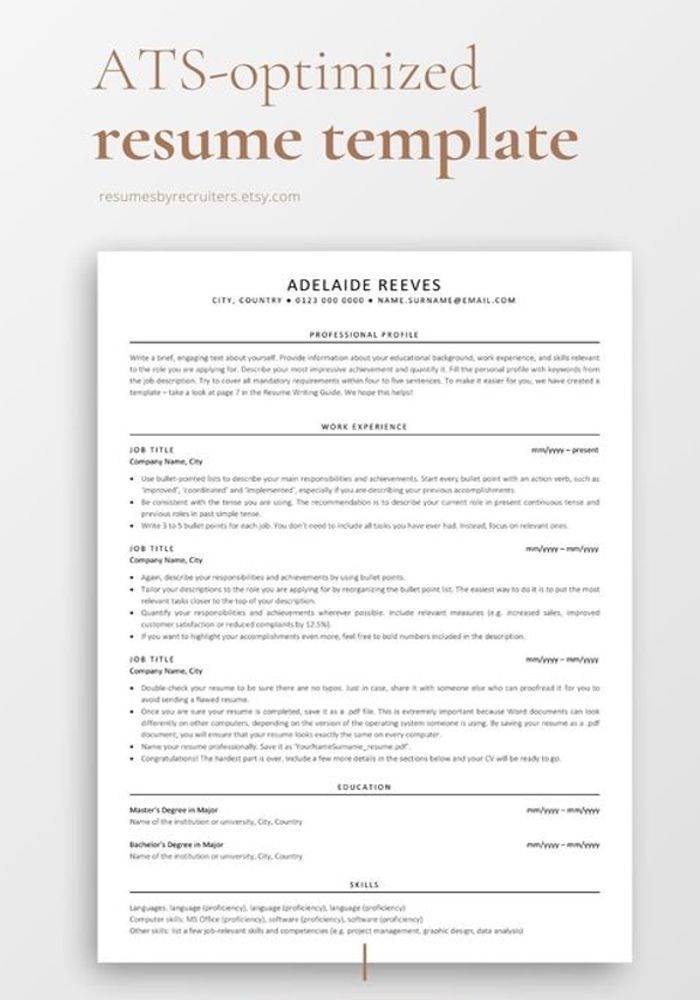 ATS-optimized
resume template
resumesbyrecruiters.etsy.com
ADELAIDE REEVES
CITY, COUNTRY ● 0123 000 0000 ● NAME.SURNAME@EMAIL.COM
PROFESSIONAL PROFILE
Write a brief, engaging text about yourself. Provide information about your educational background, work experience, and skills relevant
to the role you are applying for. Describe your most impressive achievement and quantify it. Fill the personal profile with keywords from
the job description. Try to cover all mandatory requirements within four to five sentences. To make it easier for you, we have created a
template – take a look at page 7 in the Resume Writing Guide. We hope this helps!
WORK EXPERIENCE
JOB TITLE mm/yyyy – present
Company Name, City
• Use bullet-pointed lists to describe your main responsibilities and achievements. Start every bullet point with an action verb, such as
'improved', 'coordinated' and 'implemented', especially if you are describing your previous accomplishments.
• Be consistent with the tense you are using. The recommendation is to describe your current role in present continuous tense and
previous roles in past simple tense.
• Write 3 to 5 bullet points for each job. You don't need to include all tasks you have ever had. Instead, focus on relevant ones.
JOB TITLE mm/yyyy – mm/yyyy
Company Name, City
• Again, describe your responsibilities and achievements by using bullet points.
• Tailor your descriptions to the role you are applying for by reorganizing the bullet point list. The easiest way to do it is to put the most
relevant tasks closer to the top of your description.
• Quantify your responsibilities and achievements wherever possible. Include relevant measures (e.g. increased sales, improved
customer satisfaction or reduced complaints by 12.5%).
• If you want to highlight your accomplishments even more, feel free to bold numbers included in the description.
JOB TITLE mm/yyyy – mm/yyyy
Company Name, City
• Double-check your resume to be sure there are no typos. Just in case, share it with someone else who can proofread it for you to
avoid sending a flawed resume.
• Once you are sure your resume is completed, save it as a .pdf file. This is extremely important because Word documents can look
differently on other computers, depending on the version of the operating system someone is using. By saving your resume as a .pdf
document, you will ensure that your resume looks exactly the same on every computer.
• Name your resume professionally. Save it as 'YourNameSurname_resume.pdf'.
• Congratulations! The hardest part is over. Include a few more details in the sections below and your CV will be ready to go.
EDUCATION
Master's Degree in Major mm/yyyy – mm/yyyy
Name of the institution or university, City, Country
Bachelor's Degree in Major mm/yyyy – mm/yyyy
Name of the institution or university, City, Country
SKILLS
Languages: language (proficiency), language (proficiency), language (proficiency)
Computer skills: MS Office (proficiency), software (proficiency), software (proficiency)
Other skills: list a few job-relevant skills and competencies (e.g. project management, graphic design, data analysis)